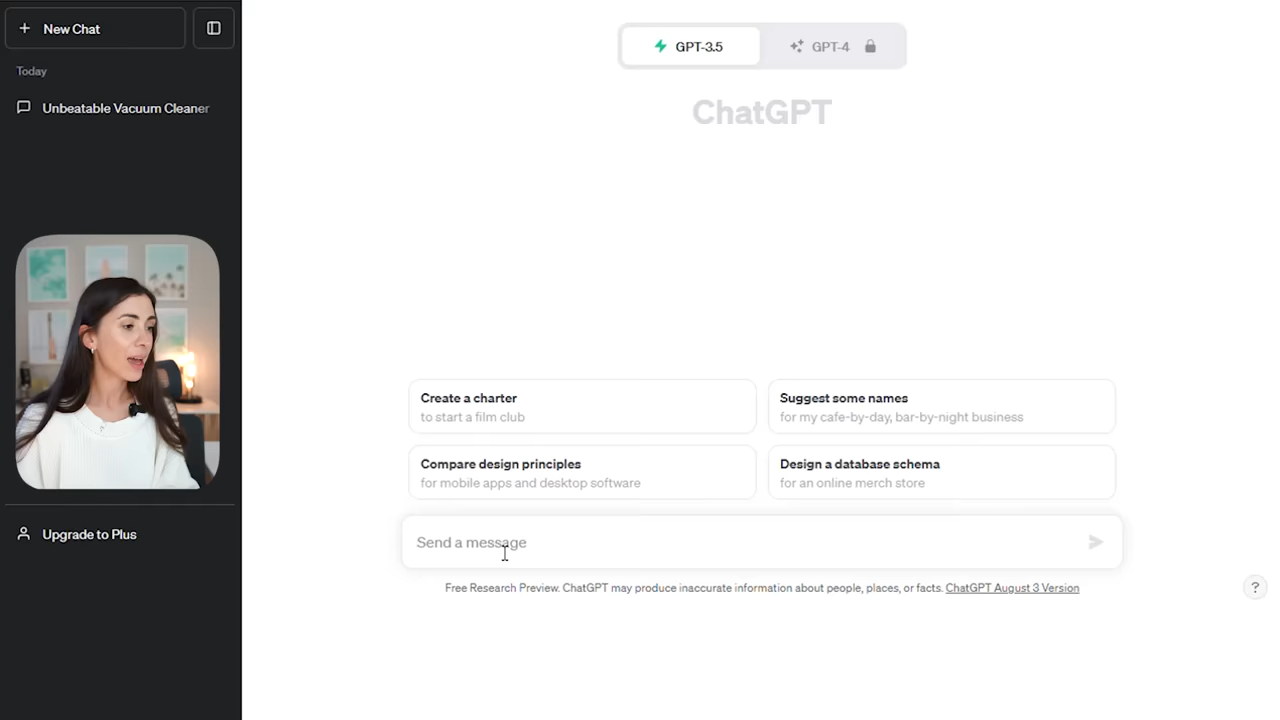 New Chat
Today
Unbeatable Vacuum Cleaner
Upgrade to Plus
GPT-3.5
GPT-4
ChatGPT
Create a charter
to start a film club
Suggest some names
for my cafe-by-day, bar-by-night business
Compare design principles
for mobile apps and desktop software
Design a database schema
for an online merch store
Send a message
Free Research Preview. ChatGPT may produce inaccurate information about people, places, or facts. ChatGPT August 3 Version
?